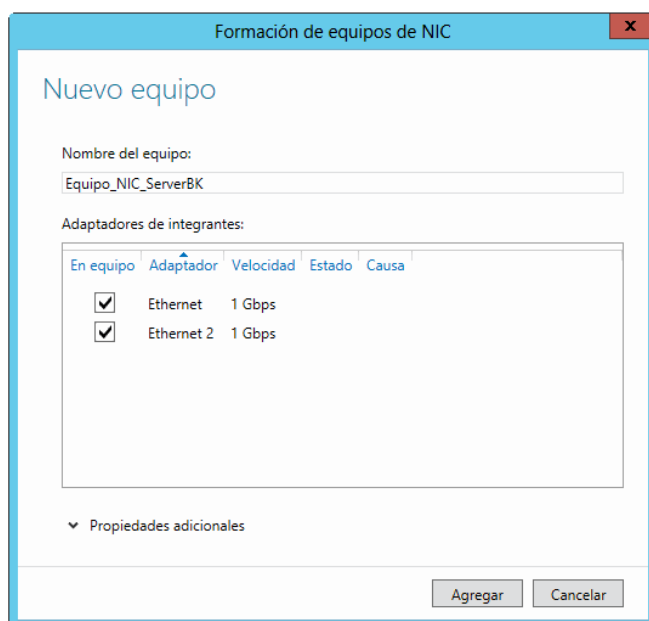 Formación de equipos de NIC
x
Nuevo equipo
Nombre del equipo:
Equipo_NIC_ServerBK
Adaptadores de integrantes:
En equipo Adaptador Velocidad Estado Causa
Ethernet 1 Gbps
Ethernet 2 1 Gbps
Propiedades adicionales
Agregar Cancelar